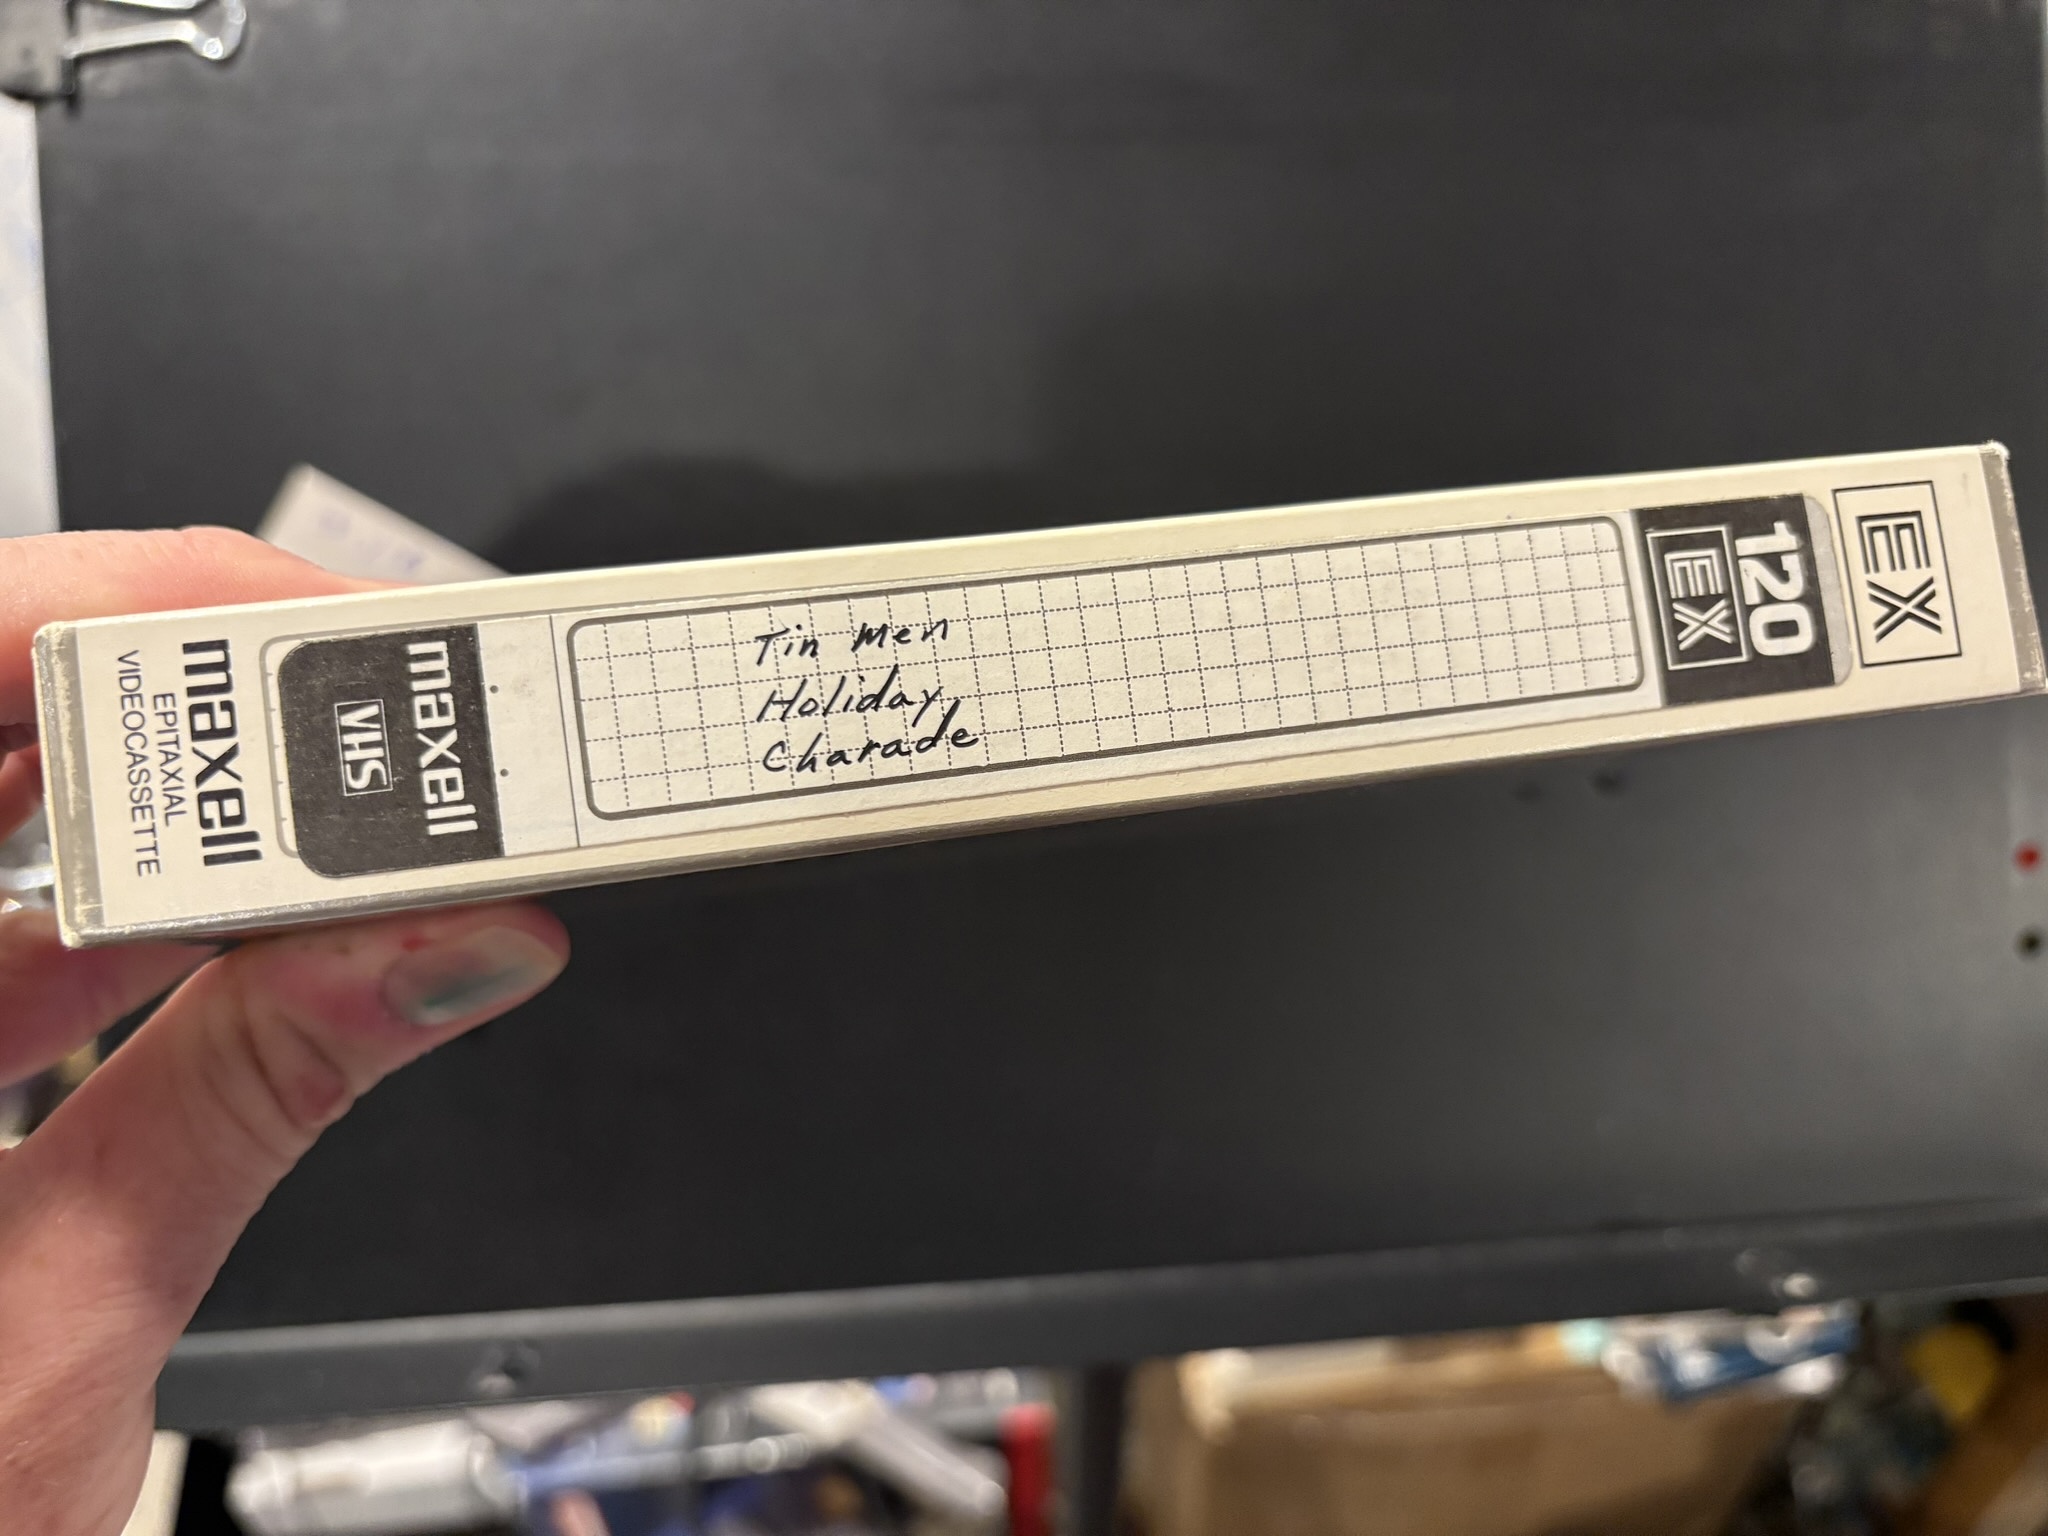 maxell
EPITAXIAL
VIDEOCASSETTE
maxell
VHS
Tin Men
Holiday
Charade
120
EX
EX